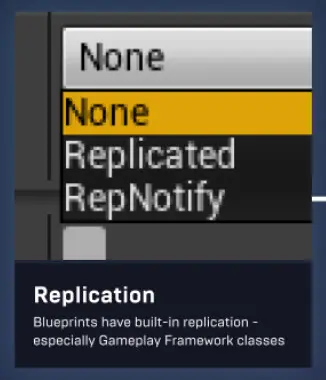 None
None
Replicated
RepNotify
Replication
Blueprints have built-in replication -
especially Gameplay Framework classes